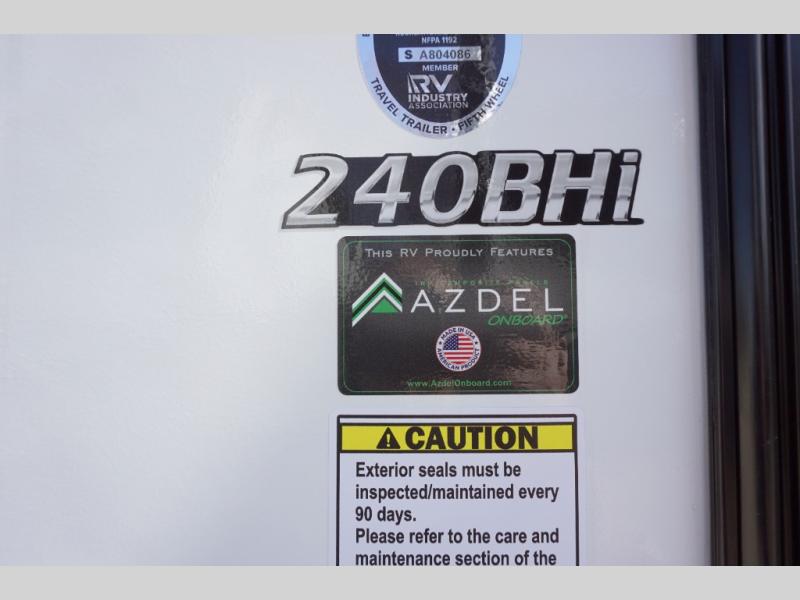 NFPA 1192
S A804086
MEMBER
RV
INDUSTRY
ASSOCIATION
TRAVEL TRAILER • FIFTH WHEEL
240BHi
THIS RV PROUDLY FEATURES
COMPOSITE PANELS
AZDEL
ONBOARD®
MADE IN USA
AMERICAN PRODUCT
www.AzdelOnboard.com
CAUTION
Exterior seals must be
inspected/maintained every
90 days.
Please refer to the care and
maintenance section of the